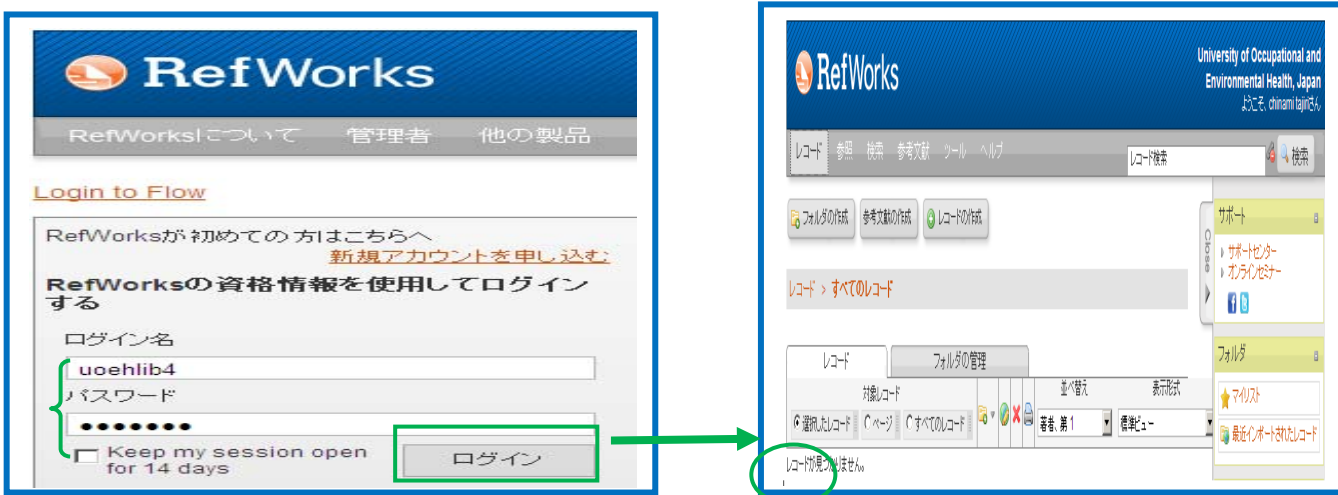 RefWorks
RefWorksについて 管理者 他の製品
Login to Flow
RefWorksが初めての方はこちらへ
新規アカウントを申し込む
RefWorksの資格情報を使用してログイン
する
ログイン名
uoehlib4
パスワード
•••••••
Keep my session open
for 14 days
ログイン
RefWorks
University of Occupational and
Environmental Health, Japan
ようこそ, chinami tajiriさん
レコード 参照 検索 参考文献 ツール ヘルプ
レコード検索 検索
フォルダの作成 参考文献の作成 レコードの作成
Close
サポート
サポートセンター
オンラインセミナー
レコード > すべてのレコード
レコード フォルダの管理
対象レコード 並べ替え 表示形式
選択したレコード ページ すべてのレコード 著者、第1 標準ビュー
レコードが見つかりません。
フォルダ
マイリスト
最近インポートされたレコード